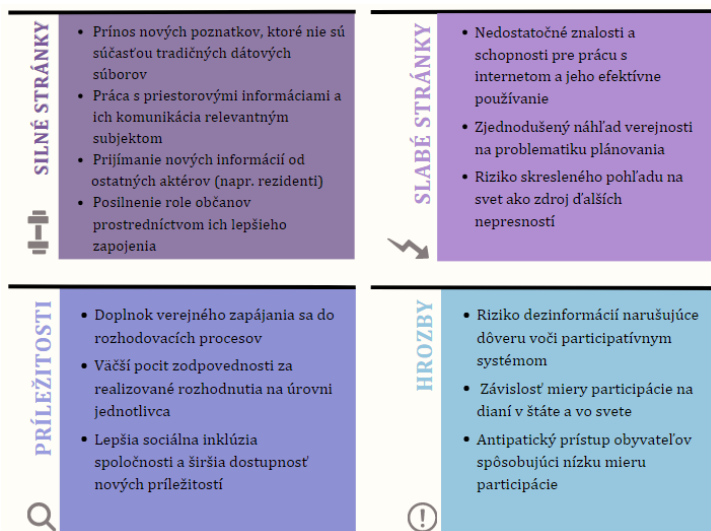 SILNÉ STRÁNKY
• Prínos nových poznatkov, ktoré nie sú
súčasťou tradičných dátových
súborov
• Práca s priestorovými informáciami a
ich komunikácia relevantným
subjektom
• Prijímanie nových informácií od
ostatných aktérov (napr. rezidenti)
• Posilnenie role občanov
prostredníctvom ich lepšieho
zapojenia
SLABÉ STRÁNKY
• Nedostatočné znalosti a
schopnosti pre prácu s
internetom a jeho efektívne
používanie
• Zjednodušený náhľad verejnosti
na problematiku plánovania
• Riziko skresleného pohľadu na
svet ako zdroj ďalších
nepresností
PRÍLEŽITOSTI
• Doplnok verejného zapájania sa do
rozhodovacích procesov
• Väčší pocit zodpovednosti za
realizované rozhodnutia na úrovni
jednotlivca
• Lepšia sociálna inklúzia
spoločnosti a širšia dostupnosť
nových príležitostí
HROZBY
• Riziko dezinformácií narušujúce
dôveru voči participatívnym
systémom
• Závislosť miery participácie na
dianí v štáte a vo svete
• Antipatický prístup obyvateľov
spôsobujúci nízku mieru
participácie